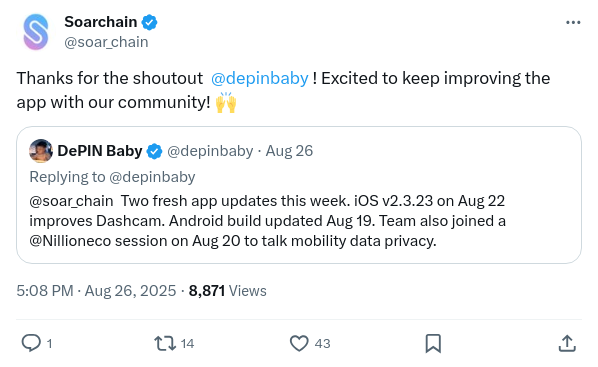 Soarchain
@soar_chain
Thanks for the shoutout @depinbaby ! Excited to keep improving the
app with our community! 🙌
DePIN Baby @depinbaby · Aug 26
Replying to @depinbaby
@soar_chain Two fresh app updates this week. iOS v2.3.23 on Aug 22
improves Dashcam. Android build updated Aug 19. Team also joined a
@Nillioneco session on Aug 20 to talk mobility data privacy.
5:08 PM · Aug 26, 2025 · 8,871 Views
1 14 43